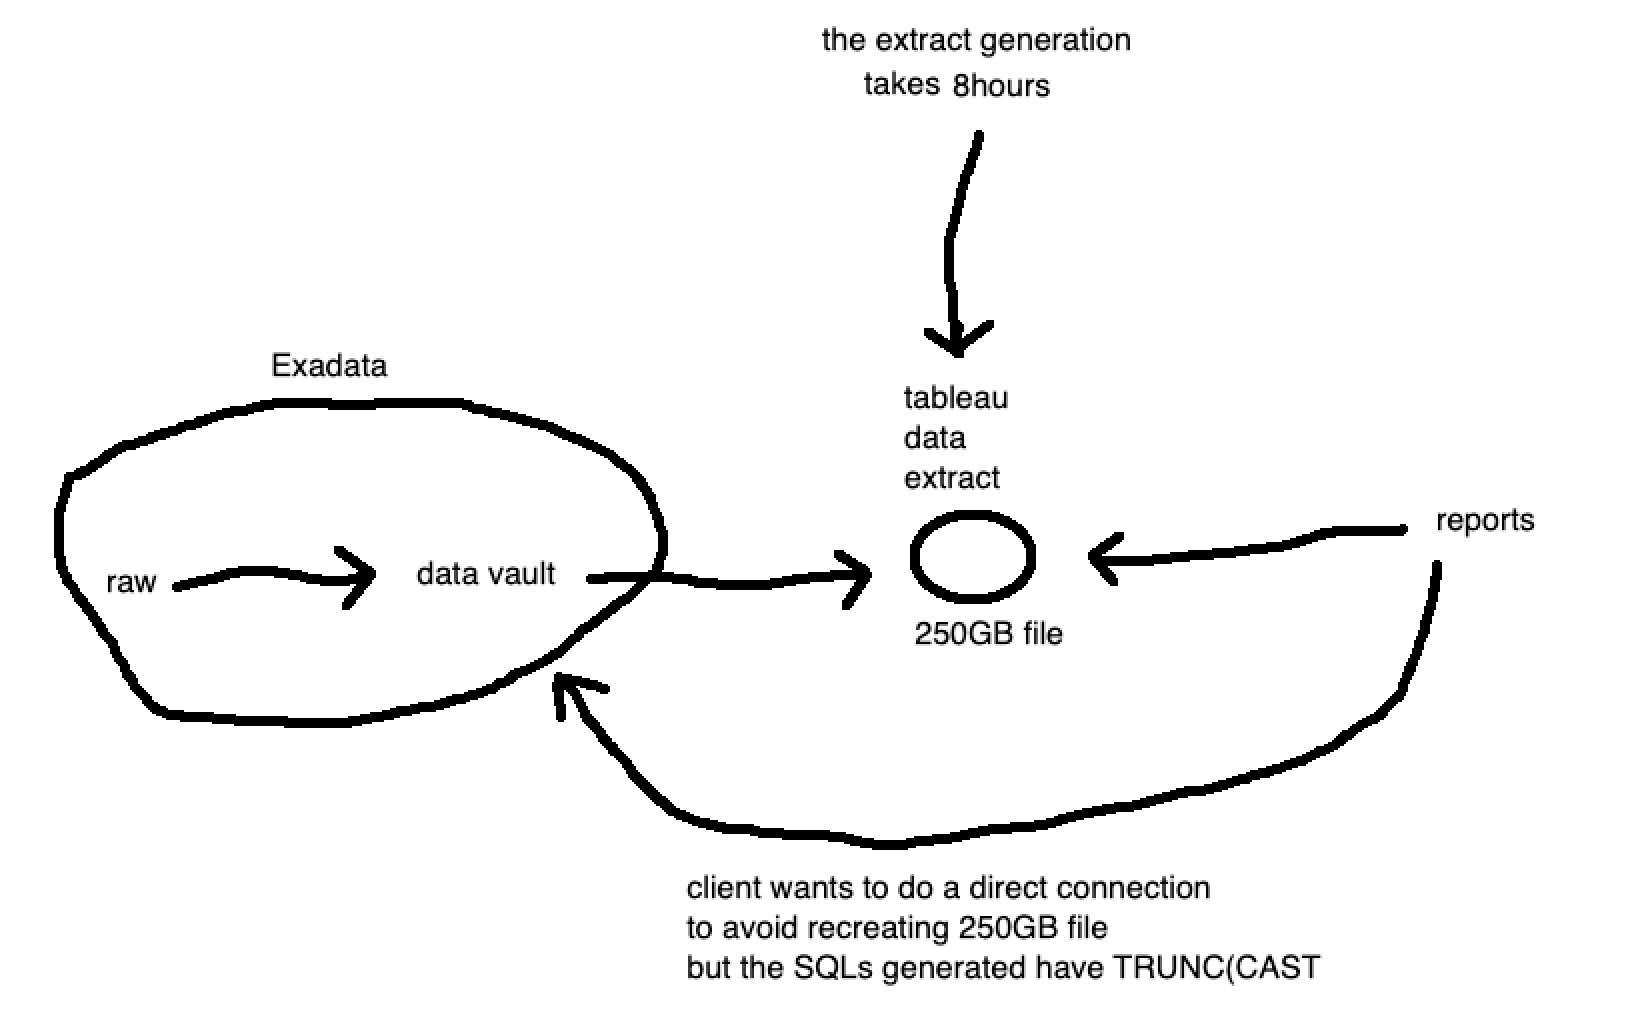 the extract generation
takes 8hours
Exadata
tableau
data
extract
reports
raw
data vault
250GB file
client wants to do a direct connection
to avoid recreating 250GB file
but the SQLs generated have TRUNC(CAST